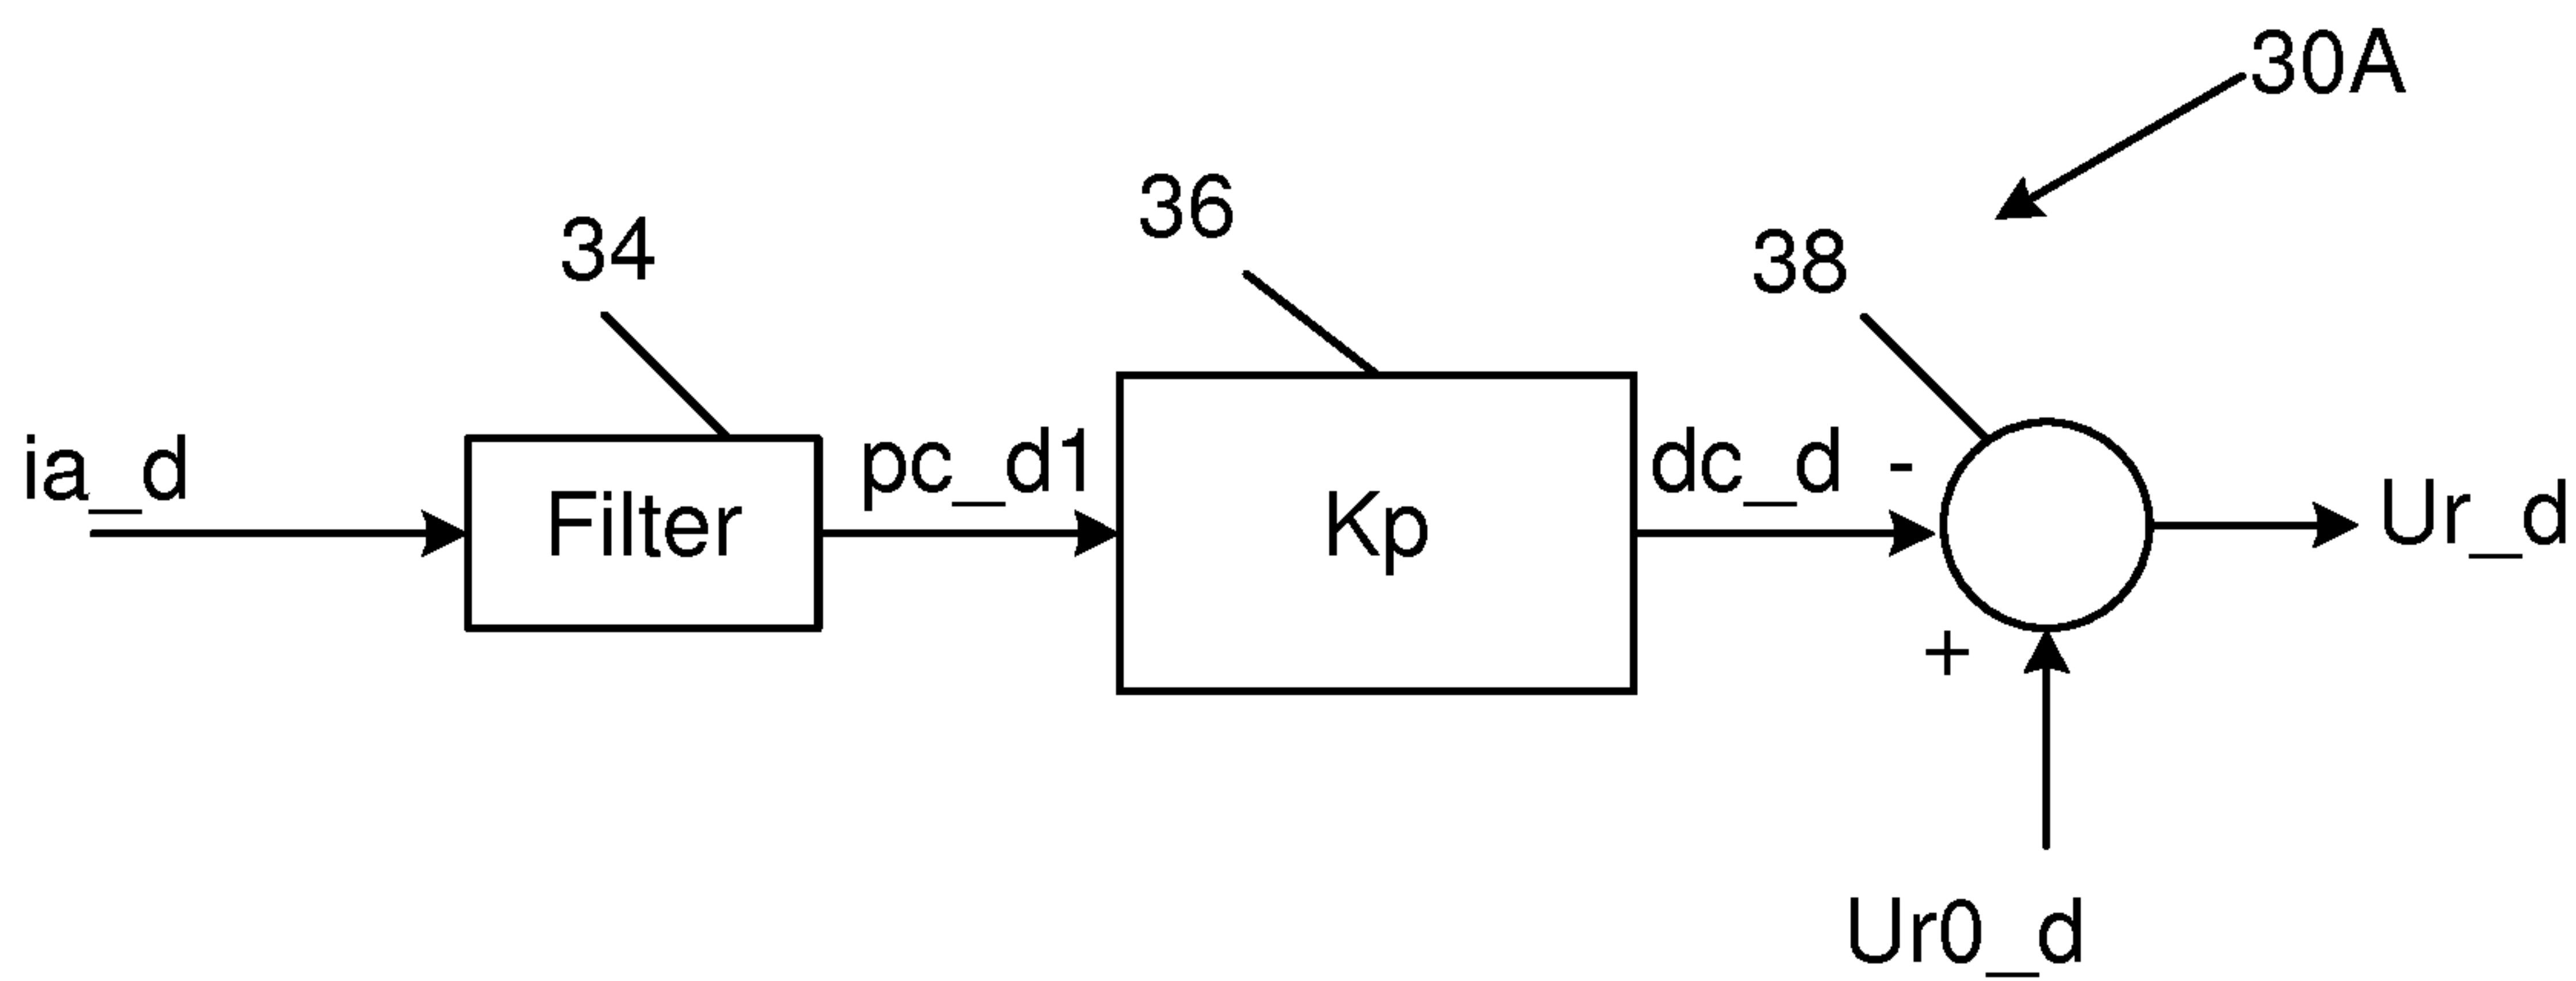 30A
36
34
38
ia_d
Filter
pc_d1
Kp
dc_d -
Ur_d
+
Ur0_d